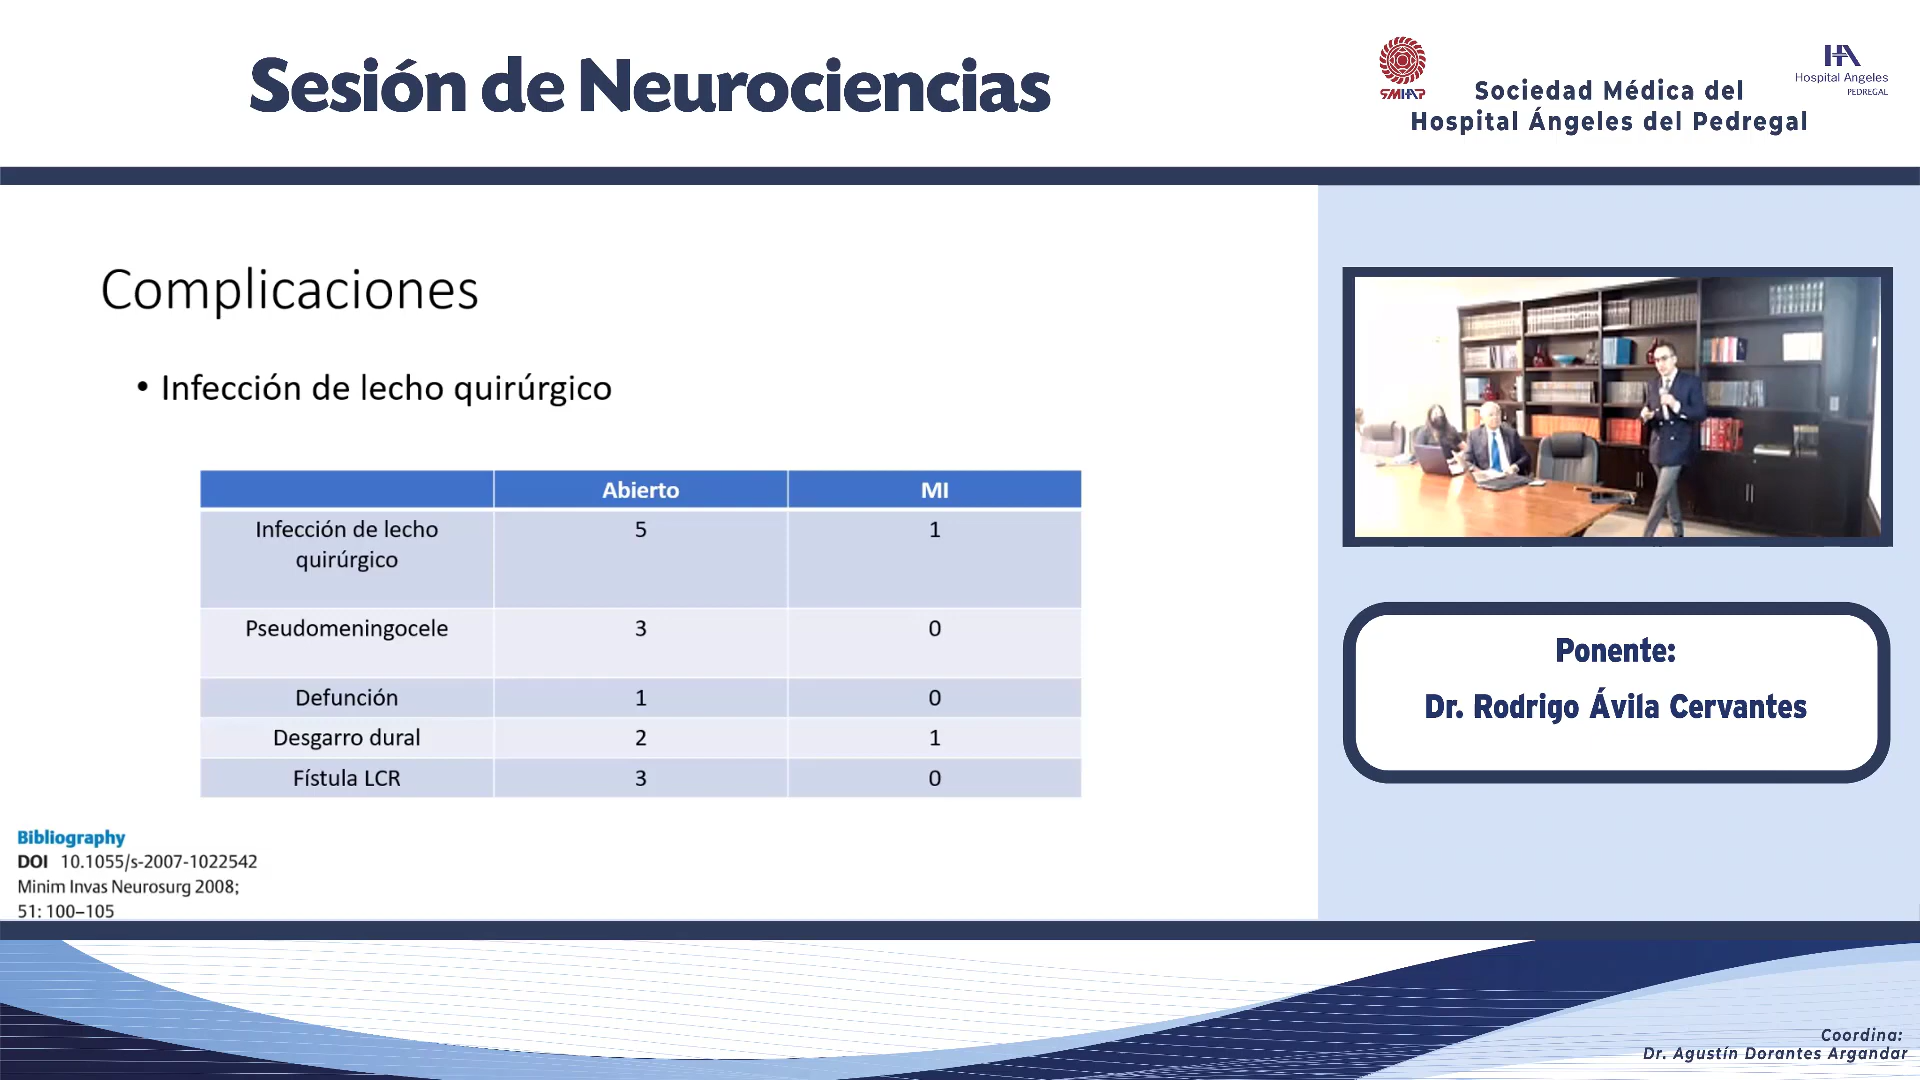 Sesión de Neurociencias
SMHAP
Sociedad Médica del
Hospital Ángeles del Pedregal
HA
Hospital Angeles
PEDREGAL
Complicaciones
• Infección de lecho quirúrgico
Abierto MI
Infección de lecho
quirúrgico 5 1
Pseudomeningocele 3 0
Defunción 1 0
Desgarro dural 2 1
Fístula LCR 3 0
Bibliography
DOI 10.1055/s-2007-1022542
Minim Invas Neurosurg 2008;
51: 100–105
Ponente:
Dr. Rodrigo Ávila Cervantes
Coordina:
Dr. Agustín Dorantes Argandar